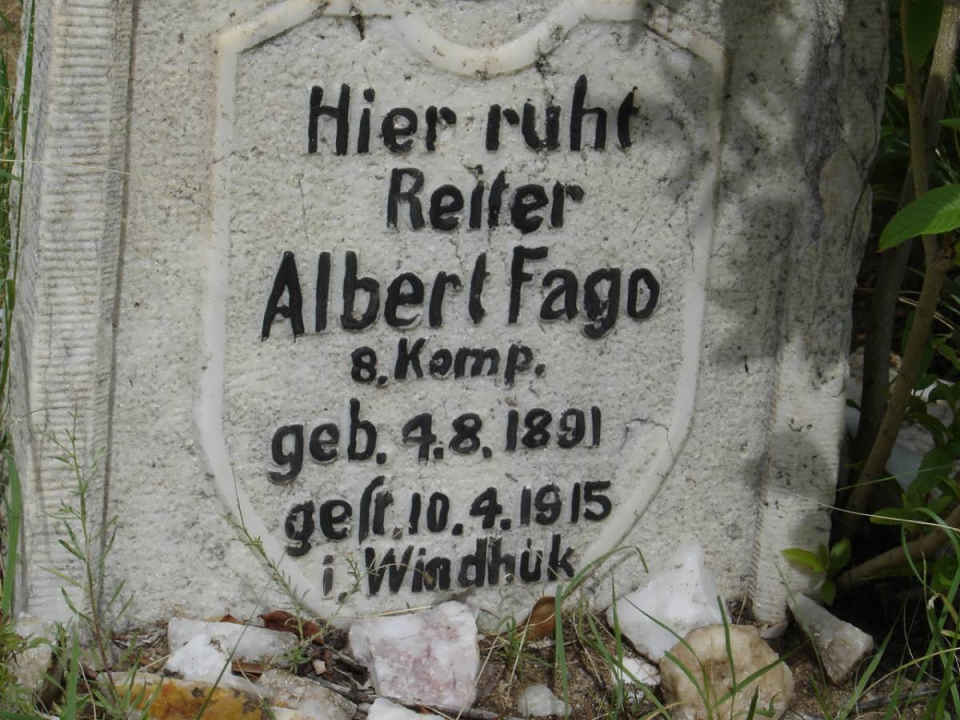 Hier ruht
Reiter
Albert Fago
8. Komp.
geb. 4.8.1891
gest. 10.4.1915
i. Windhuk